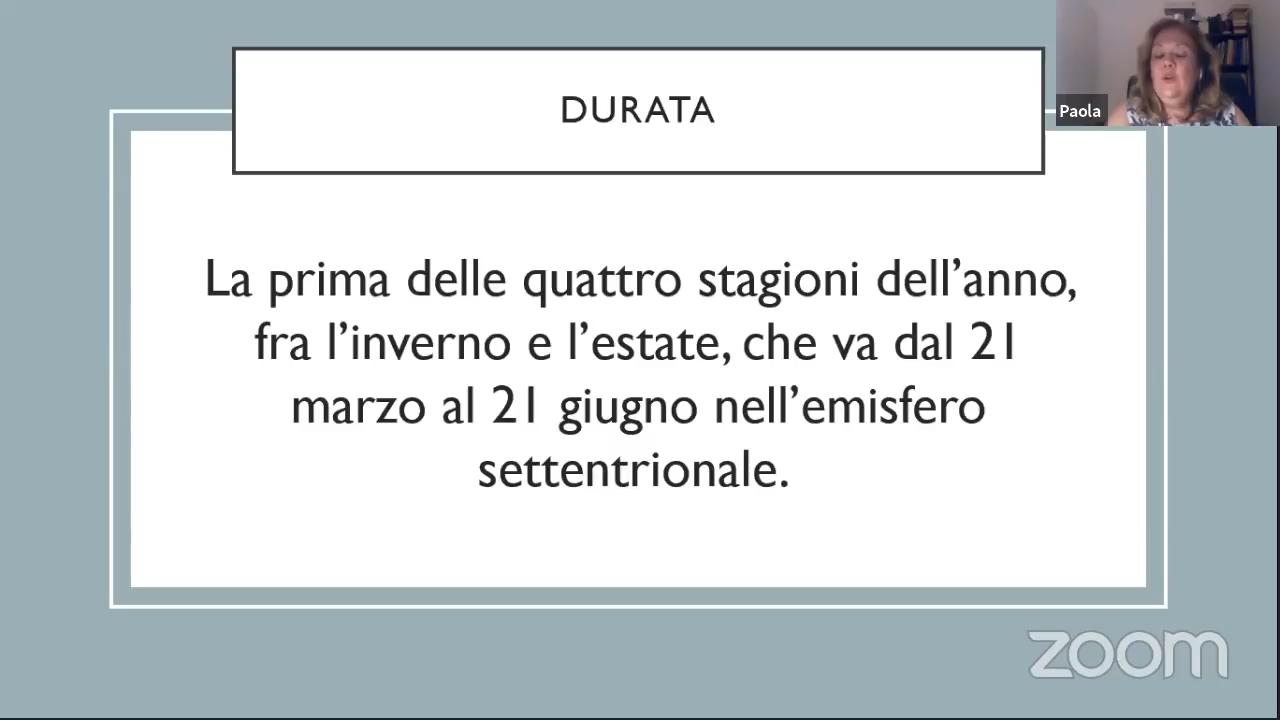 DURATA
Paola
La prima delle quattro stagioni dell’anno,
fra l’inverno e l’estate, che va dal 21
marzo al 21 giugno nell’emisfero
settentrionale.
zoom